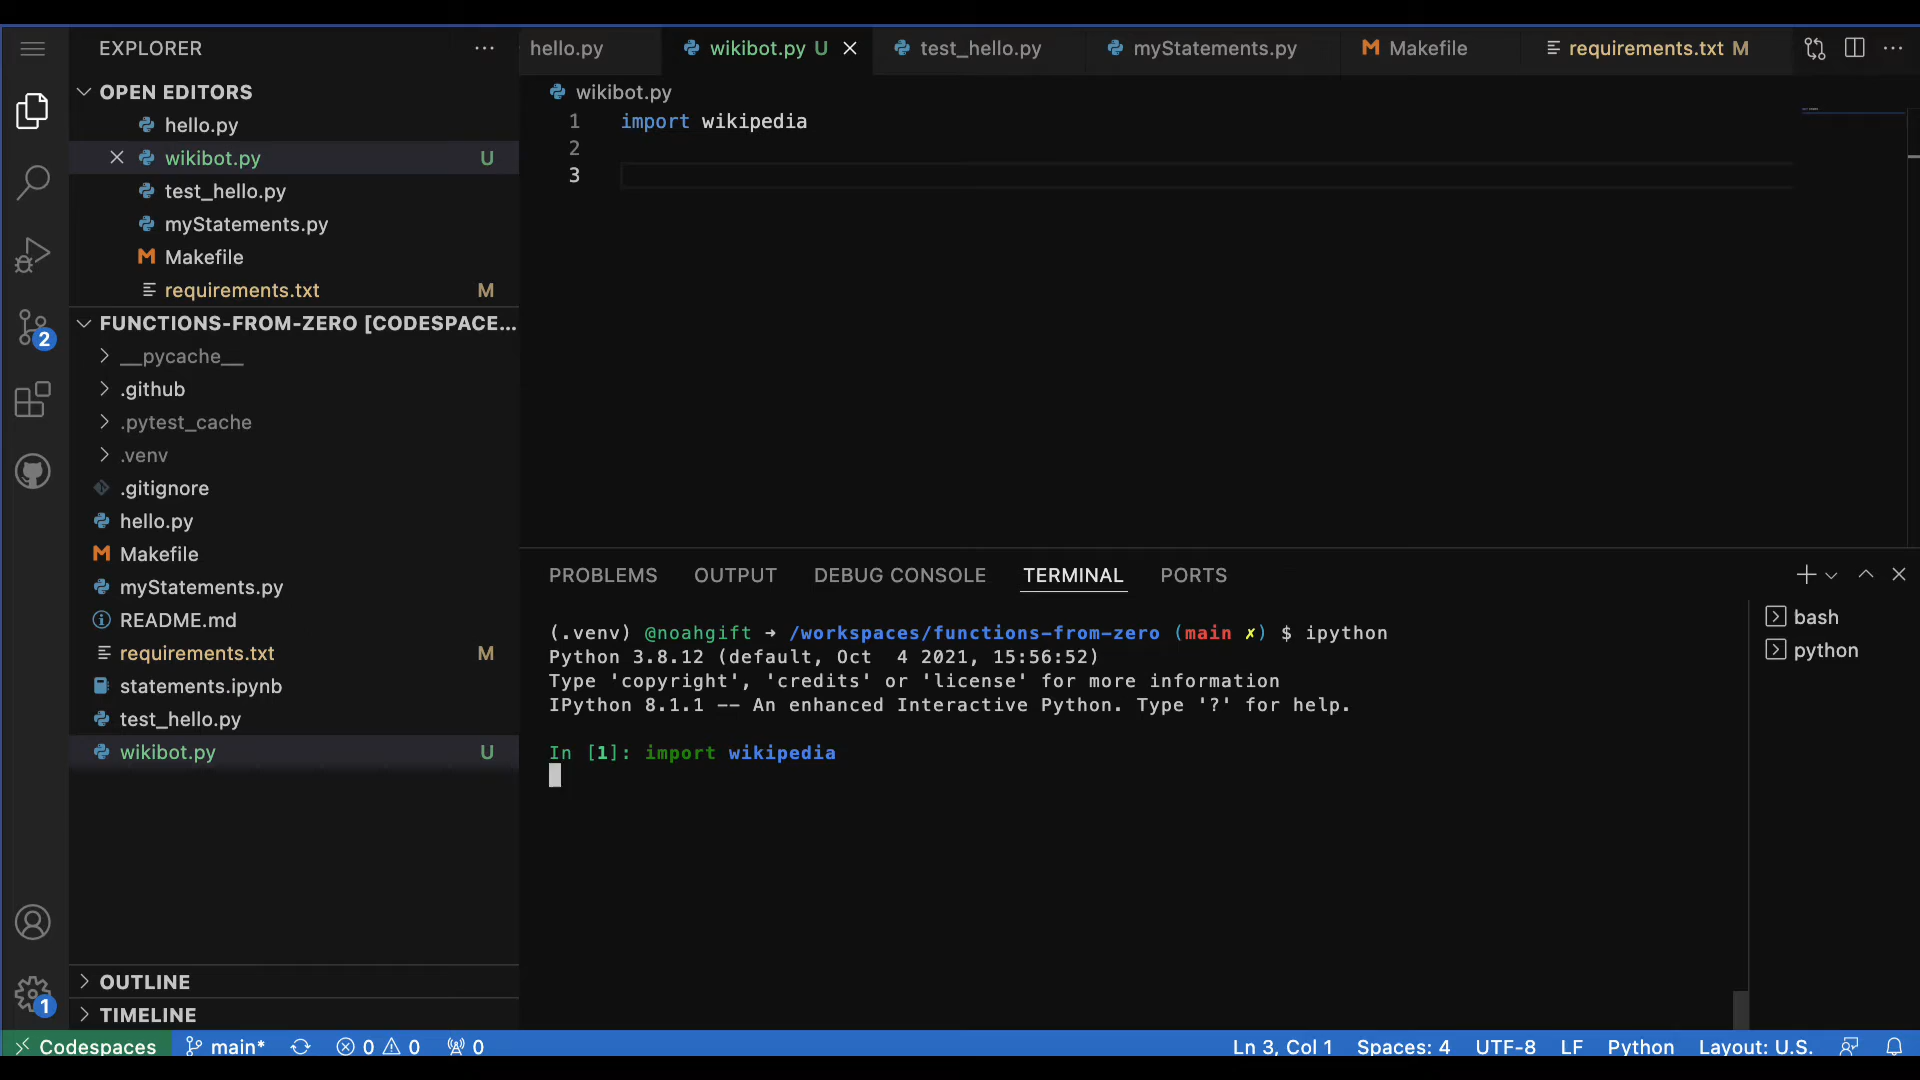 EXPLORER
OPEN EDITORS
hello.py
wikibot.py U
test_hello.py
myStatements.py
Makefile
requirements.txt M
FUNCTIONS-FROM-ZERO [CODESPACE...
__pycache__
.github
.pytest_cache
.venv
.gitignore
hello.py
Makefile
myStatements.py
README.md
requirements.txt M
statements.ipynb
test_hello.py
wikibot.py U
OUTLINE
TIMELINE
2
1
hello.py wikibot.py U test_hello.py myStatements.py Makefile requirements.txt M
wikibot.py
1 import wikipedia
2
3
PROBLEMS OUTPUT DEBUG CONSOLE TERMINAL PORTS
(.venv) @noahgift ➜ /workspaces/functions-from-zero (main ✗) $ ipython
Python 3.8.12 (default, Oct  4 2021, 15:56:52)
Type 'copyright', 'credits' or 'license' for more information
IPython 8.1.1 -- An enhanced Interactive Python. Type '?' for help.
In [1]: import wikipedia
bash
python
Codespaces main* 0 0 0 Ln 3, Col 1 Spaces: 4 UTF-8 LF Python Layout: U.S.